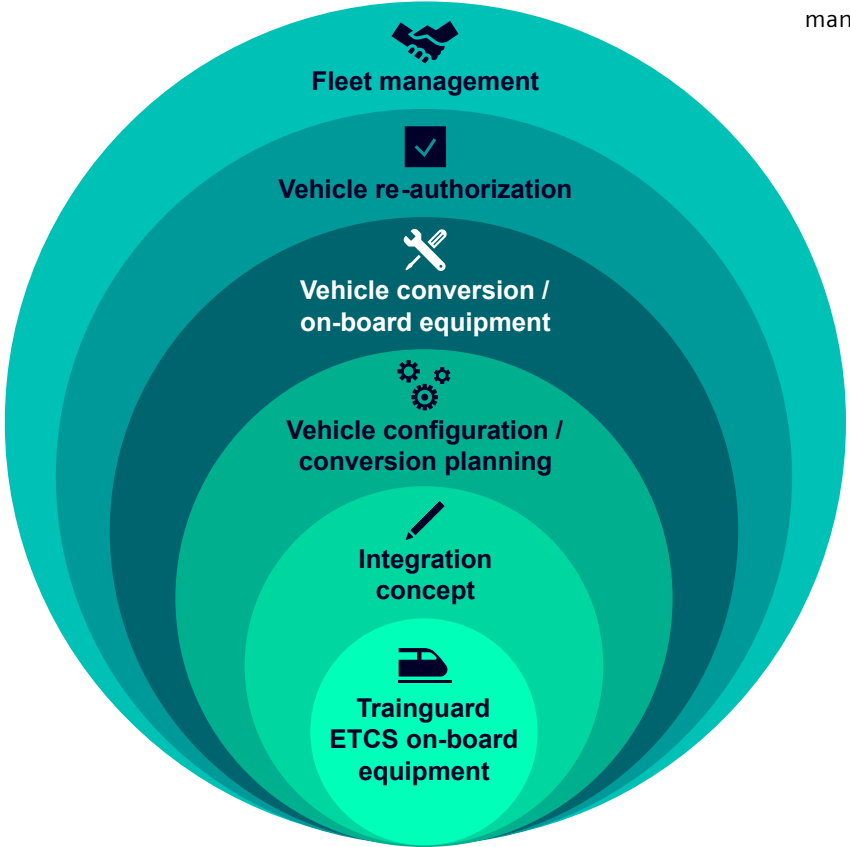 man
Fleet management
Vehicle re-authorization
Vehicle conversion /
on-board equipment
Vehicle configuration /
conversion planning
Integration
concept
Trainguard
ETCS on-board
equipment